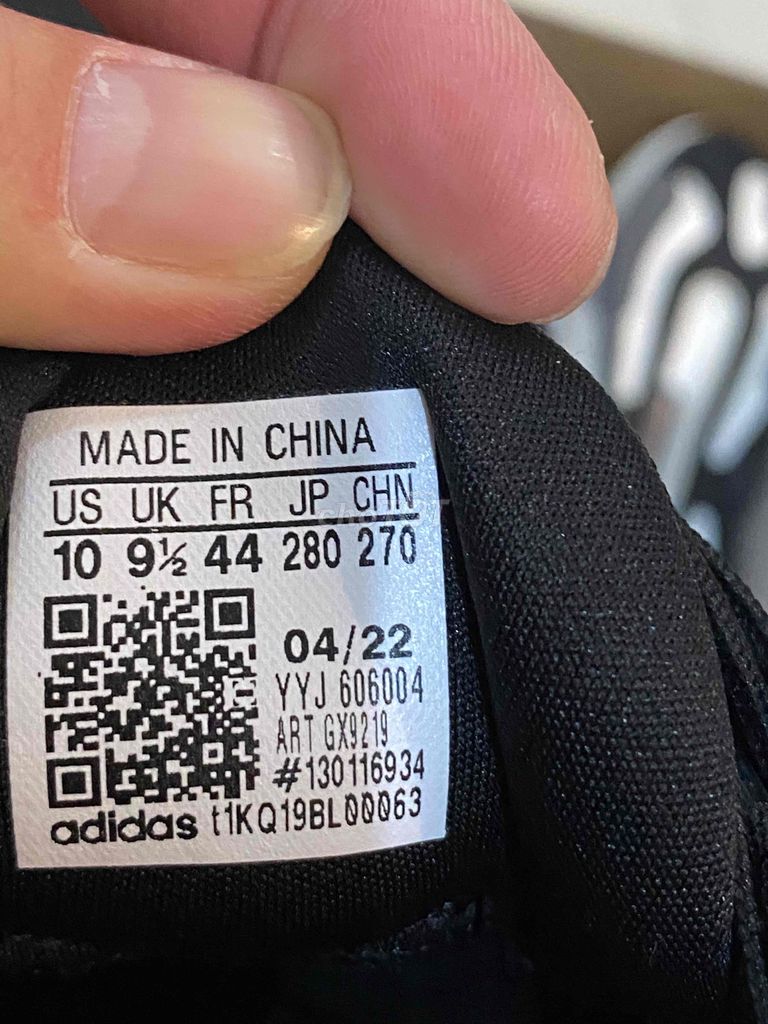 MADE IN CHINA
US UK FR JP CHN
10 9½ 44 280 270
04/22
YYJ 606004
ART GX9219
#130116934
adidas t1KQ19BL00063